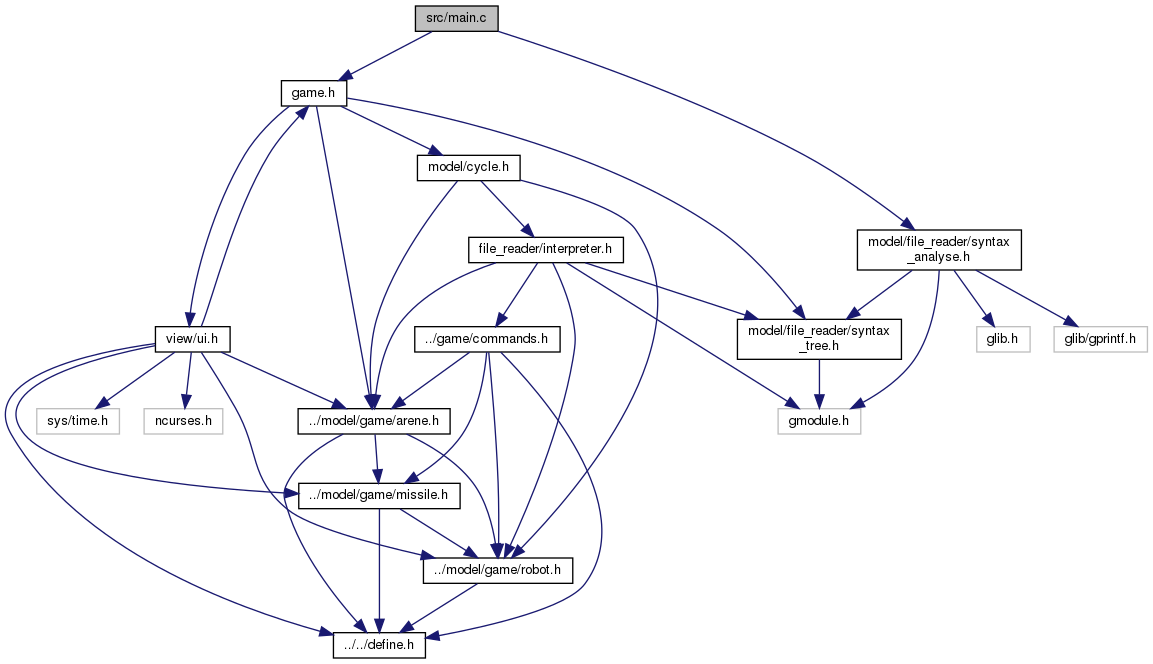 src/main.c
game.h
model/cycle.h
file_reader/interpreter.h
model/file_reader/syntax
_analyse.h
view/ui.h
../game/commands.h
model/file_reader/syntax
_tree.h
glib.h
glib/gprintf.h
sys/time.h
ncurses.h
../model/game/arene.h
gmodule.h
../model/game/missile.h
../model/game/robot.h
../../define.h